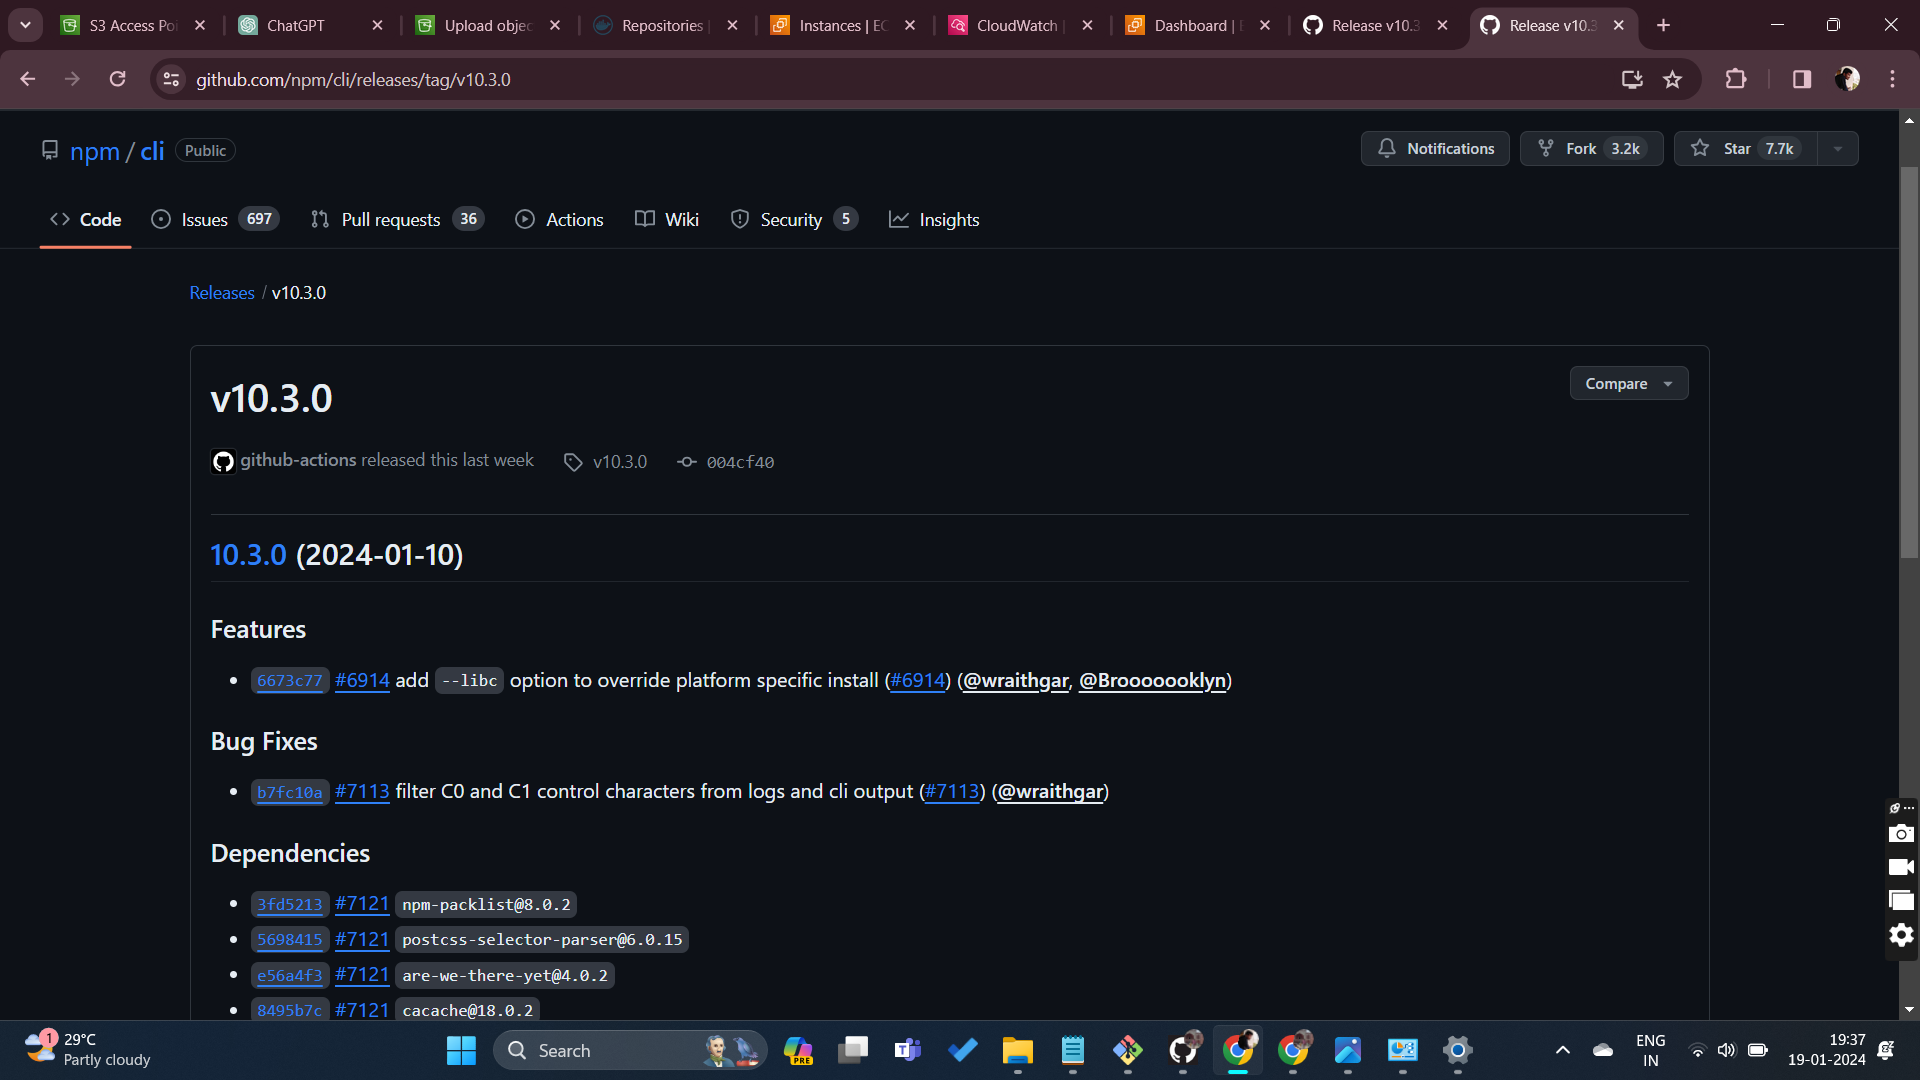 S3 Access Poi
ChatGPT
Upload objec
Repositories
Instances | EC
CloudWatch
Dashboard | E
Release v10.3
Release v10.3
github.com/npm/cli/releases/tag/v10.3.0
npm / cli Public
Notifications
Fork 3.2k
Star 7.7k
Code
Issues 697
Pull requests 36
Actions
Wiki
Security 5
Insights
Releases / v10.3.0
v10.3.0
Compare
github-actions released this last week v10.3.0 004cf40
10.3.0 (2024-01-10)
Features
6673c77 #6914 add --libc option to override platform specific install (#6914) (@wraithgar, @Brooooooklyn)
Bug Fixes
b7fc10a #7113 filter C0 and C1 control characters from logs and cli output (#7113) (@wraithgar)
Dependencies
3fd5213 #7121 npm-packlist@8.0.2
5698415 #7121 postcss-selector-parser@6.0.15
e56a4f3 #7121 are-we-there-yet@4.0.2
8495b7c #7121 cacache@18.0.2
1
29°C
Partly cloudy
Search
PRE
ENG
IN
19:37
19-01-2024